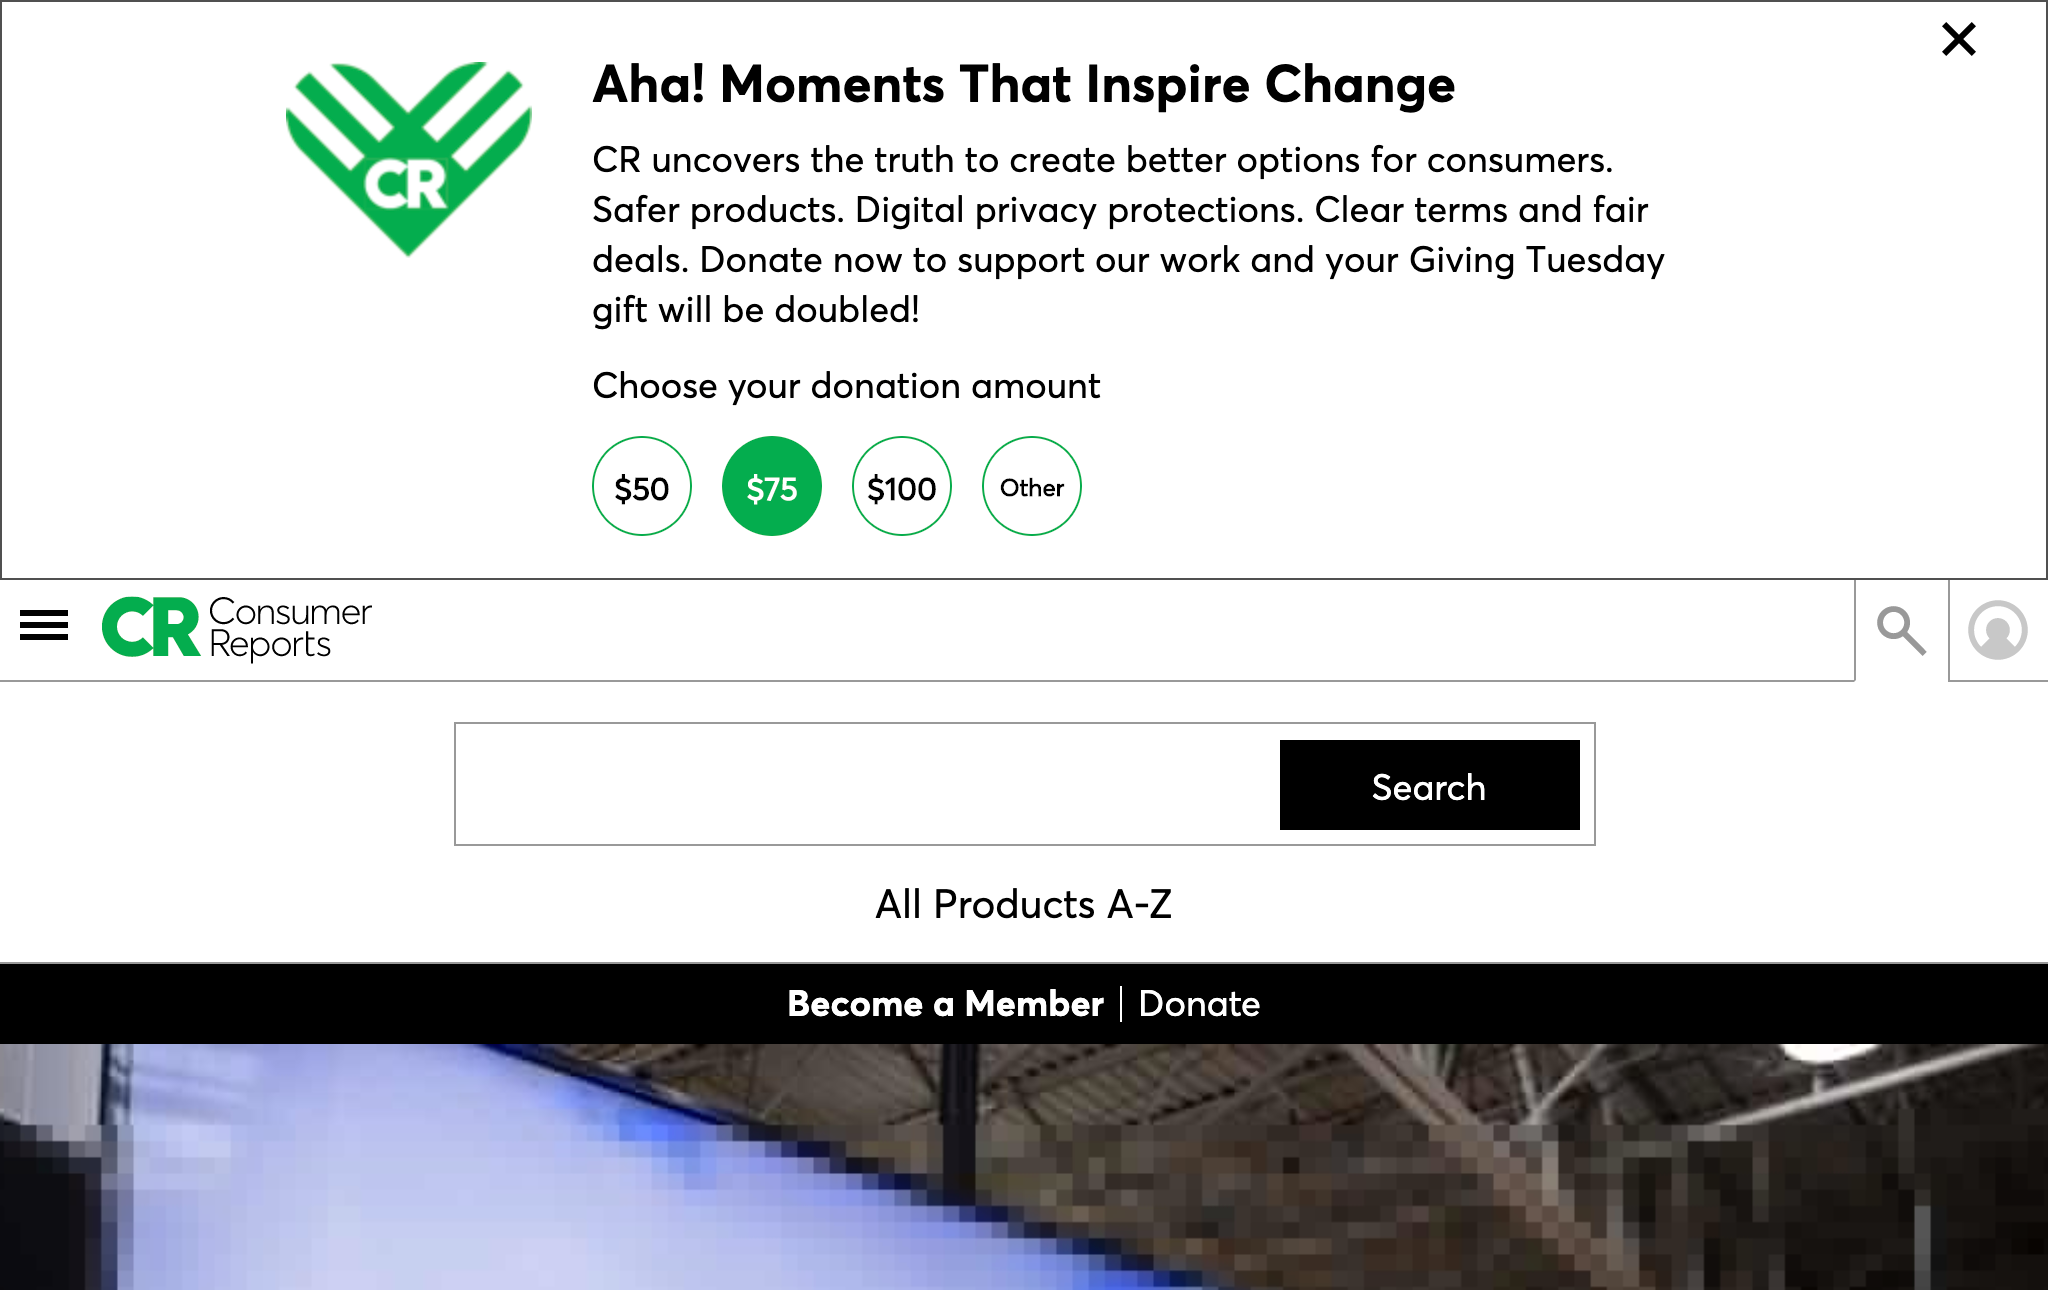 Aha! Moments That Inspire Change
CR
CR uncovers the truth to create better options for consumers.
Safer products. Digital privacy protections. Clear terms and fair
deals. Donate now to support our work and your Giving Tuesday
gift will be doubled!
Choose your donation amount
$50 $75 $100 Other
CR Consumer
Reports
Search
All Products A-Z
Become a Member | Donate